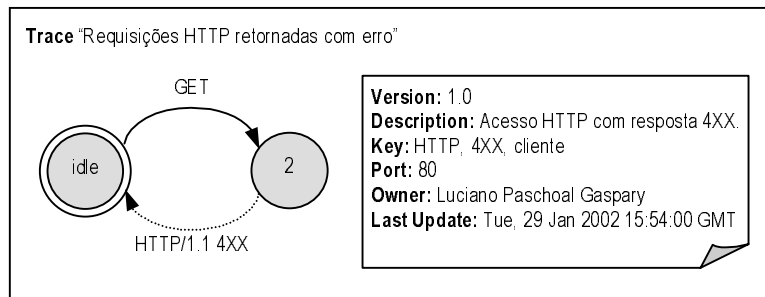 Trace “Requisições HTTP retornadas com erro”
GET
idle
2
HTTP/1.1 4XX
Version: 1.0
Description: Acesso HTTP com resposta 4XX.
Key: HTTP, 4XX, cliente
Port: 80
Owner: Luciano Paschoal Gaspary
Last Update: Tue, 29 Jan 2002 15:54:00 GMT